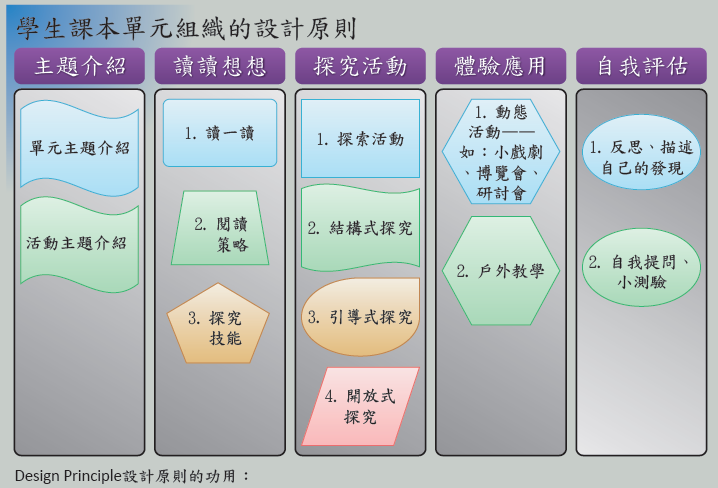 學生課本單元組織的設計原則
主題介紹
單元主題介紹
活動主題介紹
讀讀想想
1. 讀一讀
2. 閱讀
策略
3. 探究
技能
探究活動
1. 探索活動
2. 結構式探究
3. 引導式探究
4. 開放式
探究
體驗應用
1. 動態
活動——
如：小戲劇
、博覽會、
研討會
2. 戶外教學
自我評估
1. 反思、描述
自己的發現
2. 自我提問、
小測驗
Design Principle設計原則的功用：